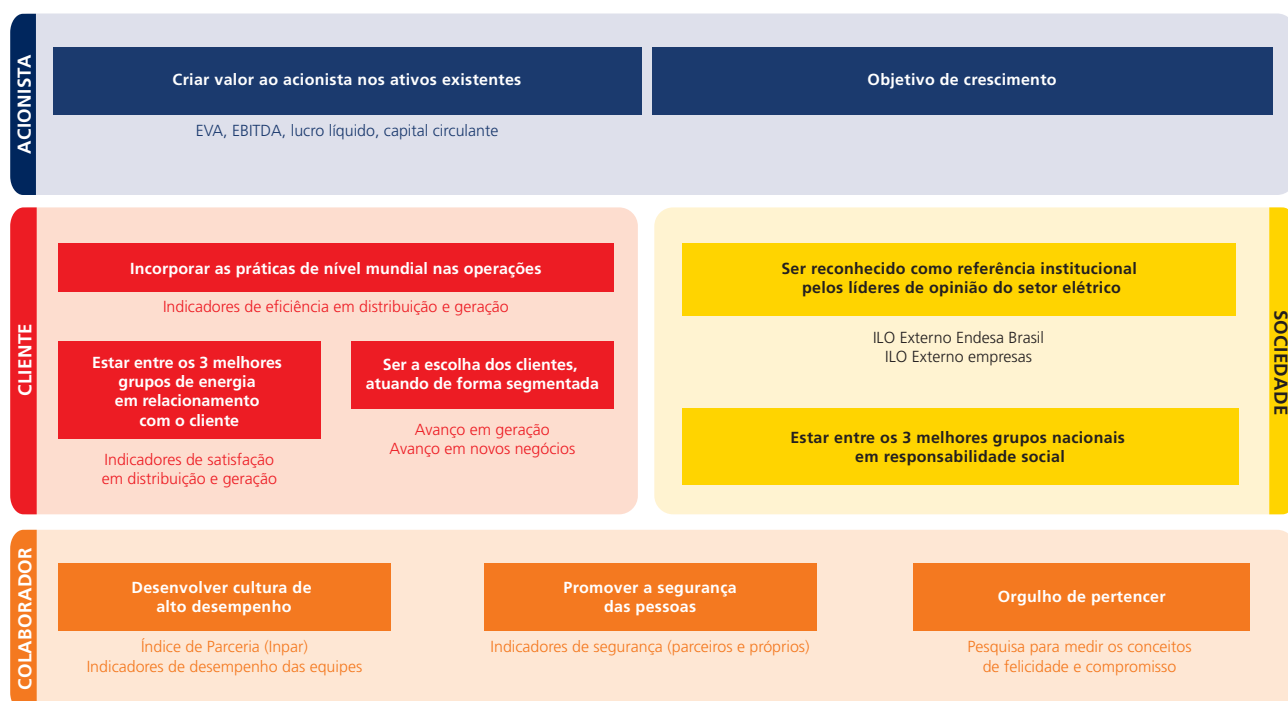 ACIONISTA
Criar valor ao acionista nos ativos existentes
EVA, EBITDA, lucro líquido, capital circulante
Objetivo de crescimento
CLIENTE
Incorporar as práticas de nível mundial nas operações
Indicadores de eficiência em distribuição e geração
Estar entre os 3 melhores
grupos de energia
em relacionamento
com o cliente
Indicadores de satisfação
em distribuição e geração
Ser a escolha dos clientes,
atuando de forma segmentada
Avanço em geração
Avanço em novos negócios
SOCIEDADE
Ser reconhecido como referência institucional
pelos líderes de opinião do setor elétrico
ILO Externo Endesa Brasil
ILO Externo empresas
Estar entre os 3 melhores grupos nacionais
em responsabilidade social
COLABORADOR
Desenvolver cultura de
alto desempenho
Índice de Parceria (Inpar)
Indicadores de desempenho das equipes
Promover a segurança
das pessoas
Indicadores de segurança (parceiros e próprios)
Orgulho de pertencer
Pesquisa para medir os conceitos
de felicidade e compromisso